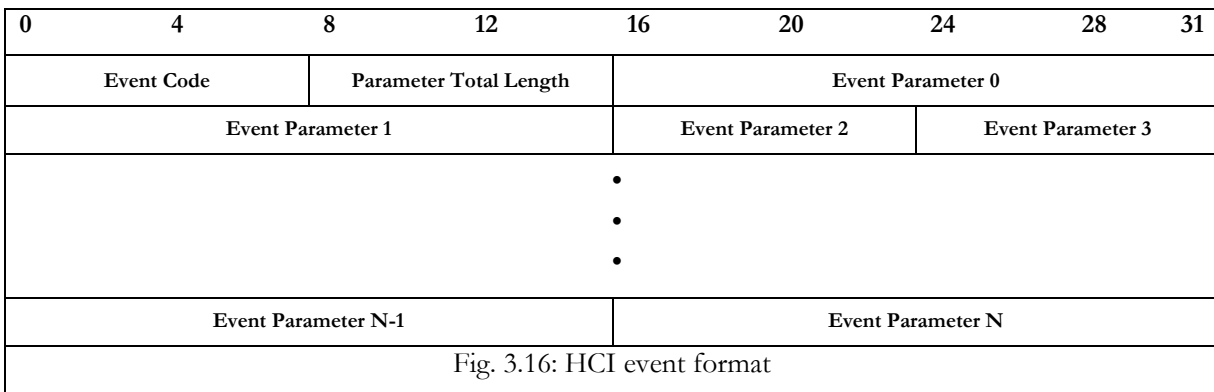 0 4 8 12 16 20 24 28 31
Event Code Parameter Total Length Event Parameter 0
Event Parameter 1 Event Parameter 2 Event Parameter 3
•
•
•
Event Parameter N-1 Event Parameter N
Fig. 3.16: HCI event format